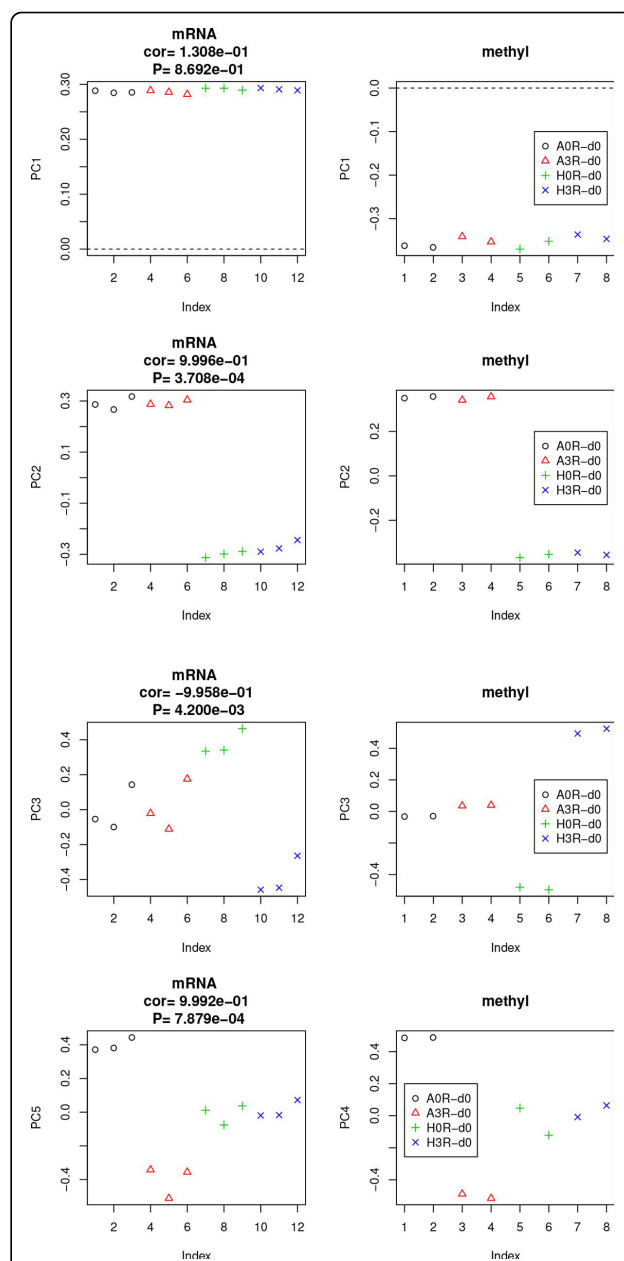 mRNA
cor= 1.308e−01
P= 8.692e−01
PC1
0.00 0.10 0.20 0.30
2 4 6 8 10 12
Index
methyl
PC1
−0.3 −0.2 −0.1 0.0
A0R−d0
A3R−d0
H0R−d0
H3R−d0
1 2 3 4 5 6 7 8
Index
mRNA
cor= 9.996e−01
P= 3.708e−04
PC2
−0.3 −0.1 0.1 0.3
2 4 6 8 10 12
Index
methyl
PC2
−0.2 0.0 0.2
A0R−d0
A3R−d0
H0R−d0
H3R−d0
1 2 3 4 5 6 7 8
Index
mRNA
cor= −9.958e−01
P= 4.200e−03
PC3
−0.4 −0.2 0.0 0.2 0.4
2 4 6 8 10 12
Index
methyl
PC3
−0.4 0.0 0.2 0.4
A0R−d0
A3R−d0
H0R−d0
H3R−d0
1 2 3 4 5 6 7 8
Index
mRNA
cor= 9.992e−01
P= 7.879e−04
PC5
−0.4 0.0 0.2 0.4
2 4 6 8 10 12
Index
methyl
PC4
−0.4 0.0 0.2 0.4
A0R−d0
A3R−d0
H0R−d0
H3R−d0
1 2 3 4 5 6 7 8
Index